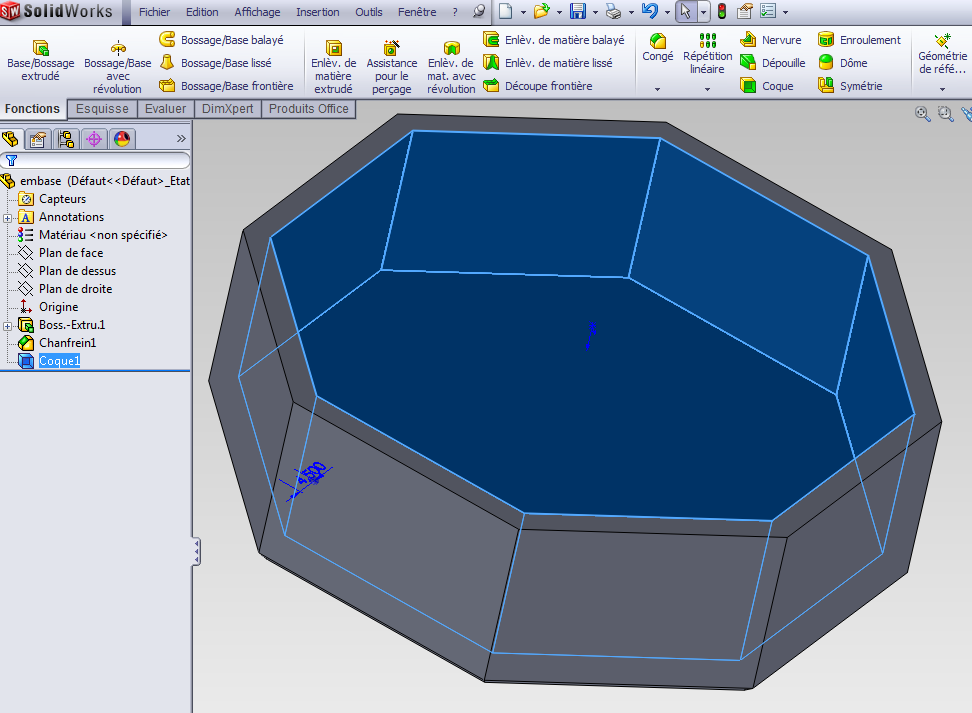 SolidWorks Fichier Edition Affichage Insertion Outils Fenêtre ?
Base/Bossage extrudé
Bossage/Base avec révolution
Bossage/Base balayé
Bossage/Base lissé
Bossage/Base frontière
Enlèv. de matière extrudé
Assistance pour le perçage
Enlèv. de mat. avec révolution
Enlèv. de matière balayé
Enlèv. de matière lissé
Découpe frontière
Congé
Répétition linéaire
Nervure
Dépouille
Coque
Enroulement
Dôme
Symétrie
Géométrie de réfé...
Fonctions Esquisse Evaluer DimXpert Produits Office
embase (Défaut<<Défaut>_Etat
Capteurs
Annotations
Matériau <non spécifié>
Plan de face
Plan de dessus
Plan de droite
Origine
Boss.-Extru.1
Chanfrein1
Coque1